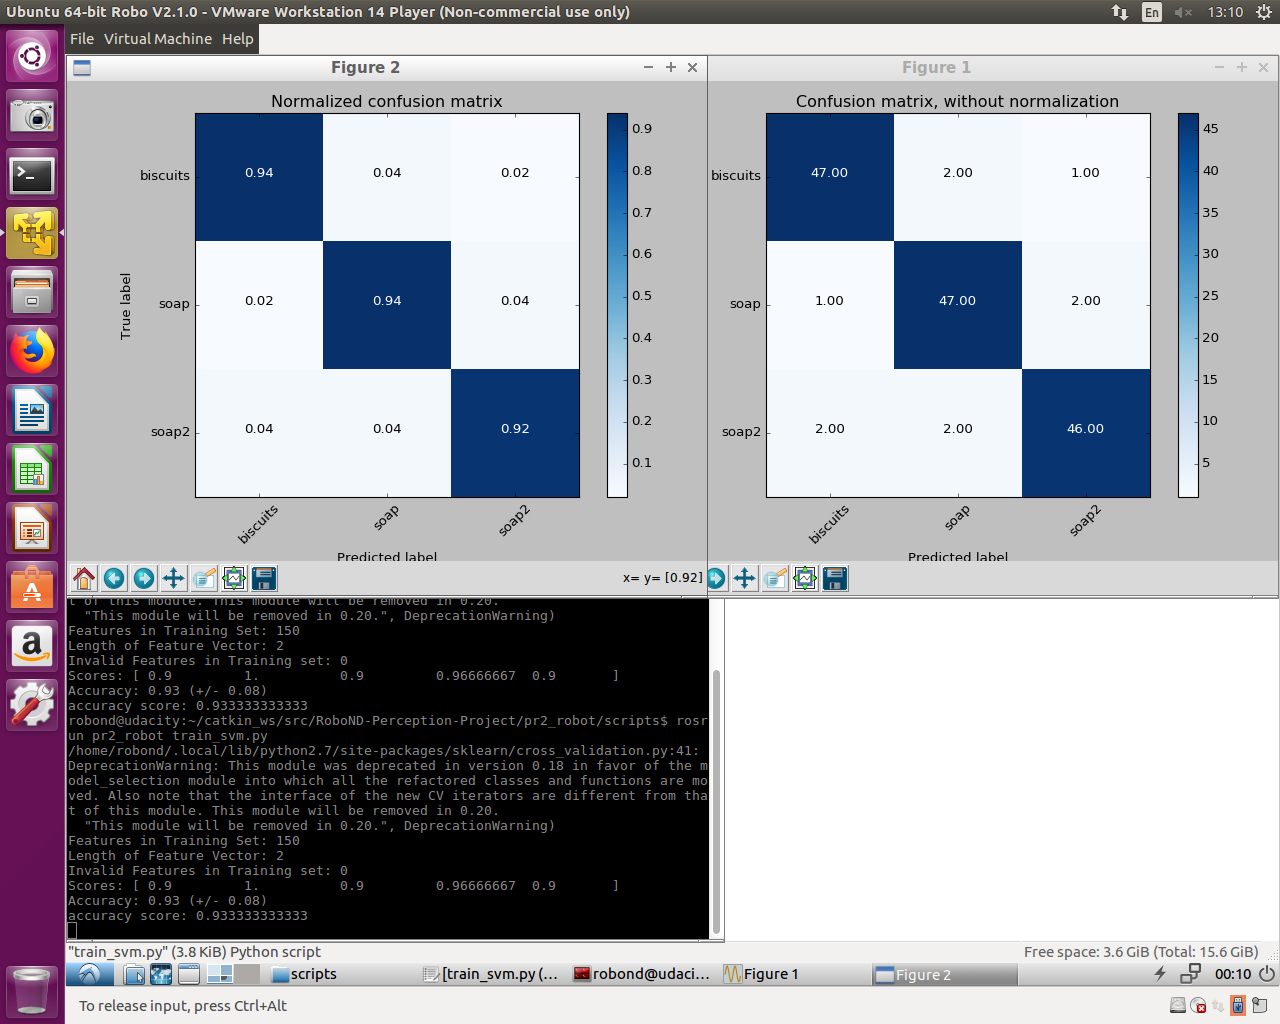 Ubuntu 64-bit Robo V2.1.0 - VMware Workstation 14 Player (Non-commercial use only)
En
13:10
File Virtual Machine Help
Figure 2
Normalized confusion matrix
biscuits 0.94 0.04 0.02
soap 0.02 0.94 0.04
soap2 0.04 0.04 0.92
True label
biscuits soap soap2
Predicted label
0.9
0.8
0.7
0.6
0.5
0.4
0.3
0.2
0.1
x= y= [0.92]
Figure 1
Confusion matrix, without normalization
biscuits 47.00 2.00 1.00
soap 1.00 47.00 2.00
soap2 2.00 2.00 46.00
biscuits soap soap2
Predicted label
45
40
35
30
25
20
15
10
5
t of this module. This module will be removed in 0.20.
"This module will be removed in 0.20.", DeprecationWarning)
Features in Training Set: 150
Length of Feature Vector: 2
Invalid Features in Training set: 0
Scores: [ 0.9 1. 0.9 0.96666667 0.9 ]
Accuracy: 0.93 (+/- 0.08)
accuracy score: 0.933333333333
robond@udacity:~/catkin_ws/src/RoboND-Perception-Project/pr2_robot/scripts$ rosr
un pr2_robot train_svm.py
/home/robond/.local/lib/python2.7/site-packages/sklearn/cross_validation.py:41:
DeprecationWarning: This module was deprecated in version 0.18 in favor of the m
odel_selection module into which all the refactored classes and functions are mo
ved. Also note that the interface of the new CV iterators are different from tha
t of this module. This module will be removed in 0.20.
"This module will be removed in 0.20.", DeprecationWarning)
Features in Training Set: 150
Length of Feature Vector: 2
Invalid Features in Training set: 0
Scores: [ 0.9 1. 0.9 0.96666667 0.9 ]
Accuracy: 0.93 (+/- 0.08)
accuracy score: 0.933333333333
"train_svm.py" (3.8 KiB) Python script
Free space: 3.6 GiB (Total: 15.6 GiB)
scripts
[train_svm.py (...
robond@udaci...
Figure 1
Figure 2
00:10
To release input, press Ctrl+Alt